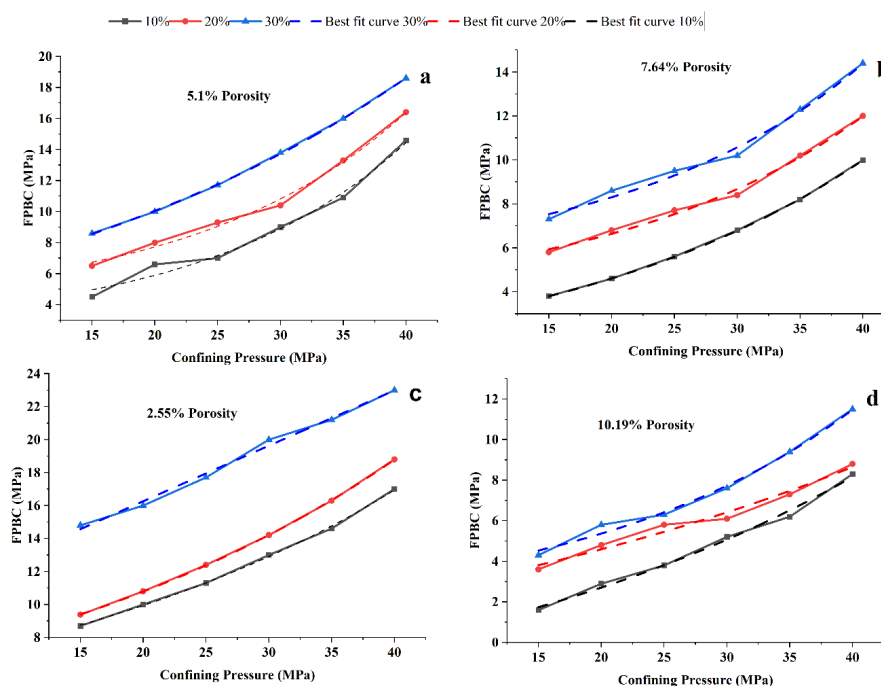 10% 20% 30% Best fit curve 30% Best fit curve 20% Best fit curve 10%
a
5.1% Porosity
20
18
16
14
12
10
8
6
4
FPBC (MPa)
15 20 25 30 35 40
Confining Pressure (MPa)
b
7.64% Porosity
14
12
10
8
6
4
FPBC (MPa)
15 20 25 30 35 40
Confining Pressure (MPa)
c
2.55% Porosity
24
22
20
18
16
14
12
10
8
FPBC (MPa)
15 20 25 30 35 40
Confining Pressure (MPa)
d
10.19% Porosity
12
10
8
6
4
2
0
FPBC (MPa)
15 20 25 30 35 40
Confining Pressure (MPa)